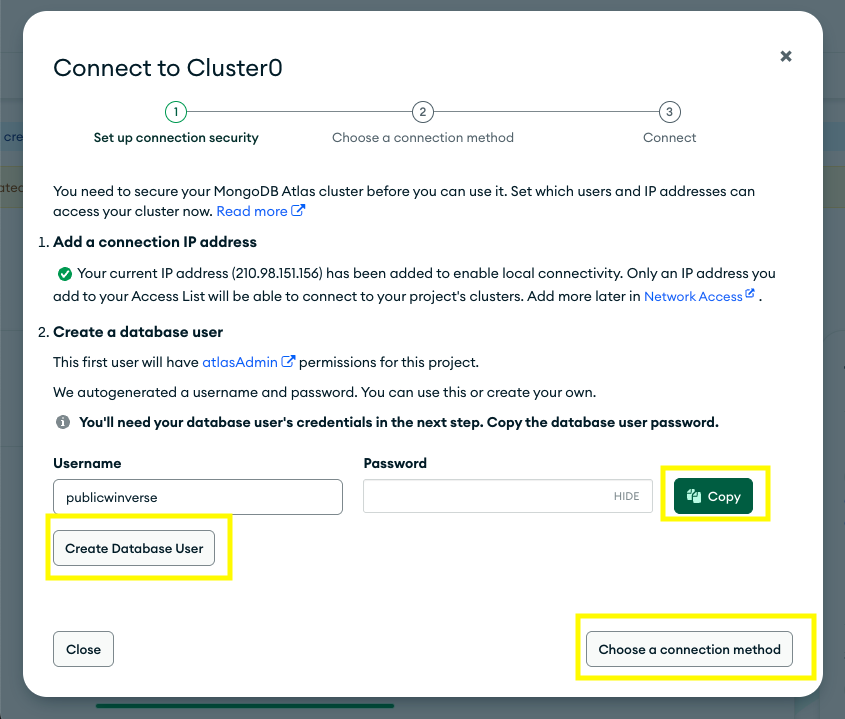 Connect to Cluster0
1
2
3
Set up connection security
Choose a connection method
Connect
cre
ated
You need to secure your MongoDB Atlas cluster before you can use it. Set which users and IP addresses can
access your cluster now. Read more
1. Add a connection IP address
Your current IP address (210.98.151.156) has been added to enable local connectivity. Only an IP address you
add to your Access List will be able to connect to your project's clusters. Add more later in Network Access .
2. Create a database user
This first user will have atlasAdmin permissions for this project.
We autogenerated a username and password. You can use this or create your own.
You'll need your database user's credentials in the next step. Copy the database user password.
Username
Password
publicwinverse
HIDE
Copy
Create Database User
Close
Choose a connection method